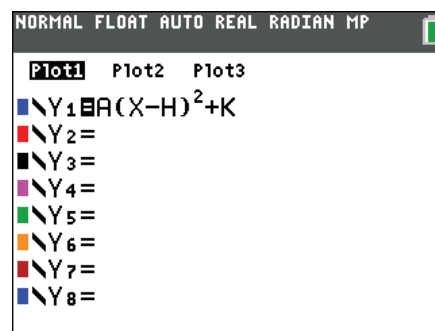 NORMAL FLOAT AUTO REAL RADIAN MP
Plot1 Plot2 Plot3
\Y₁=A(X-H)²+K
\Y₂=
\Y₃=
\Y₄=
\Y₅=
\Y₆=
\Y₇=
\Y₈=